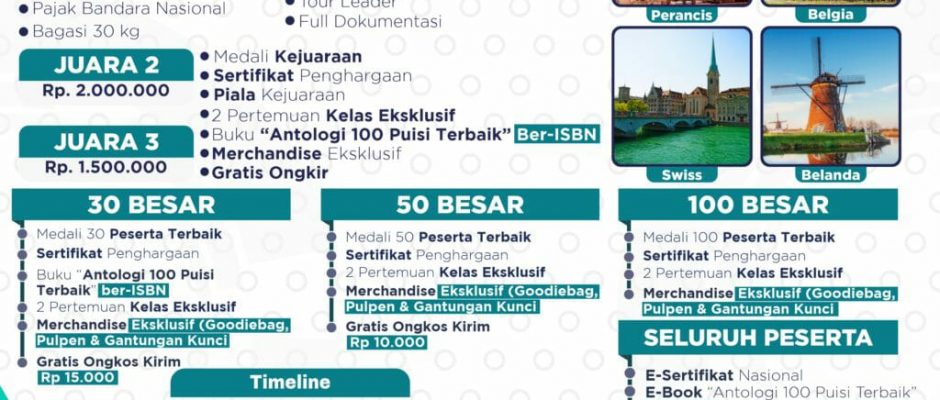 Pajak Bandara Nasional
Bagasi 30 kg
Tour Leader
Full Dokumentasi
Perancis
Belgia
JUARA 2
Rp. 2.000.000
JUARA 3
Rp. 1.500.000
Medali Kejuaraan
Sertifikat Penghargaan
Piala Kejuaraan
2 Pertemuan Kelas Eksklusif
Buku “Antologi 100 Puisi Terbaik” Ber-ISBN
Merchandise Eksklusif
Gratis Ongkir
Swiss
Belanda
30 BESAR
Medali 30 Peserta Terbaik
Sertifikat Penghargaan
Buku “Antologi 100 Puisi
Terbaik” ber-ISBN
2 Pertemuan Kelas Eksklusif
Merchandise Eksklusif (Goodiebag,
Pulpen & Gantungan Kunci
Gratis Ongkos Kirim
Rp 15.000
50 BESAR
Medali 50 Peserta Terbaik
Sertifikat Penghargaan
2 Pertemuan Kelas Eksklusif
Merchandise Eksklusif (Goodiebag,
Pulpen & Gantungan Kunci
Gratis Ongkos Kirim
Rp 10.000
100 BESAR
Medali 100 Peserta Terbaik
Sertifikat Penghargaan
2 Pertemuan Kelas Eksklusif
Merchandise Eksklusif (Goodiebag,
Pulpen & Gantungan Kunci
SELURUH PESERTA
E-Sertifikat Nasional
E-Book “Antologi 100 Puisi Terbaik”
Timeline